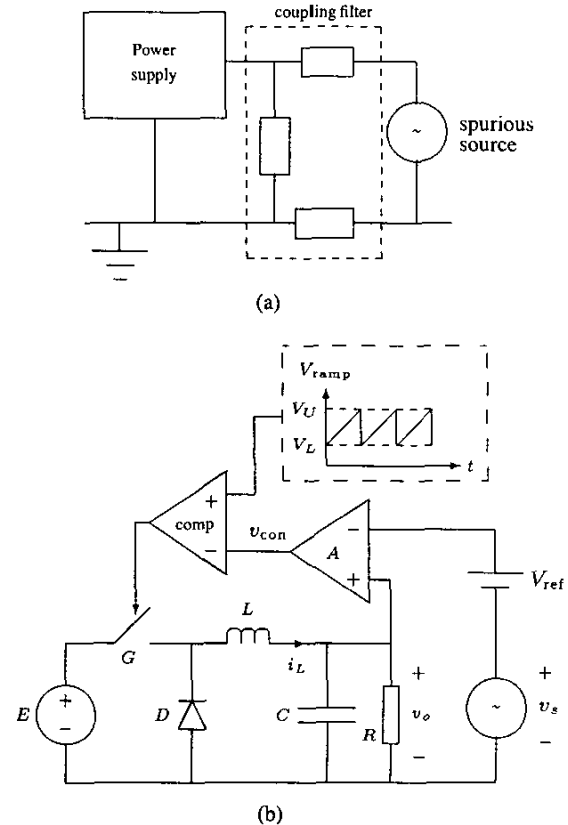 coupling filter
Power
supply
~
spurious
source
(a)
V_ramp
V_U
V_L
t
+
comp
−
v_con
−
A
+
V_ref
L
G
i_L
+
−
E
D
C
R
+
v_o
−
~
+
v_s
−
(b)